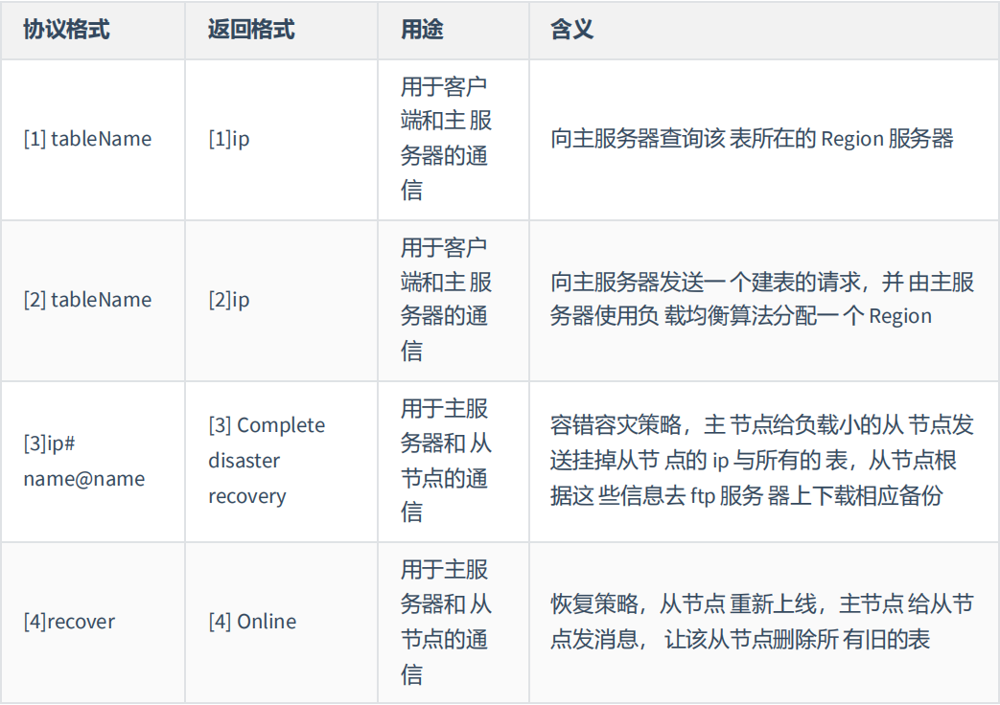 协议格式 返回格式 用途 含义
[1] tableName
[1]ip
用于客户
端和主 服
务器的通
信
向主服务器查询该 表所在的 Region 服务器
[2] tableName
[2]ip
用于客户
端和主 服
务器的通
信
向主服务器发送一 个建表的请求，并 由主服
务器使用负 载均衡算法分配一 个 Region
[3]ip#
name@name
[3] Complete
disaster
recovery
用于主服
务器和 从
节点的通
信
容错容灾策略，主 节点给负载小的从 节点发
送挂掉从节 点的 ip 与所有的 表，从节点根
据这 些信息去 ftp 服务 器上下载相应备份
[4]recover
[4] Online
用于主服
务器和 从
节点的通
信
恢复策略，从节点 重新上线，主节点 给从节
点发消息， 让该从节点删除所 有旧的表